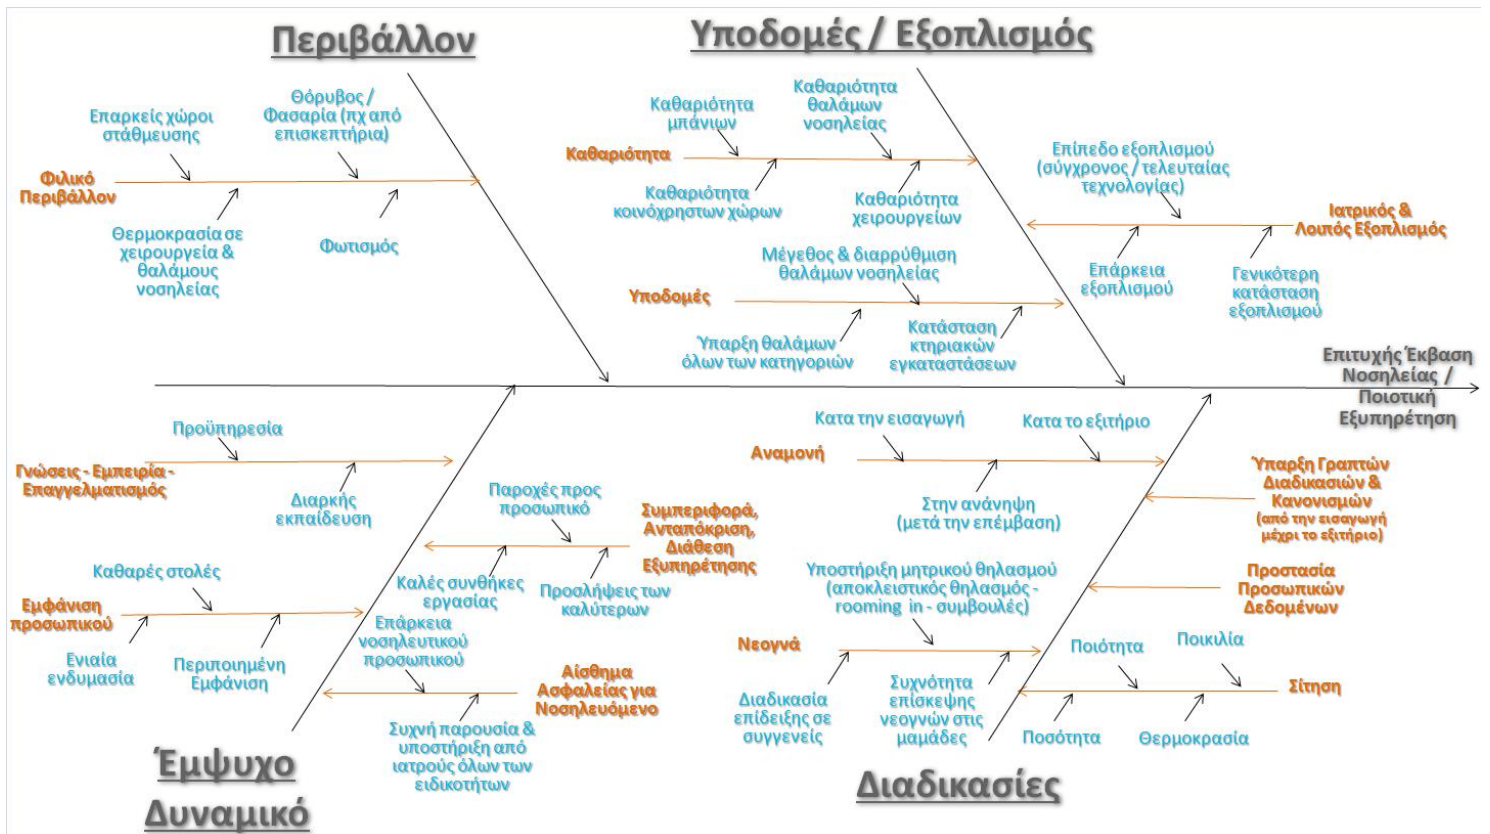 Περιβάλλον
Υποδομές / Εξοπλισμός
Επαρκείς χώροι
στάθμευσης
Θόρυβος /
Φασαρία (πχ από
επισκεπτήρια)
Φιλικό
Περιβάλλον
Θερμοκρασία σε
χειρουργεία &
θαλάμους
νοσηλείας
Φωτισμός
Καθαριότητα
μπάνιων
Καθαριότητα
θαλάμων
νοσηλείας
Καθαριότητα
Καθαριότητα
κοινόχρηστων χώρων
Καθαριότητα
χειρουργείων
Επίπεδο εξοπλισμού
(σύγχρονος / τελευταίας
τεχνολογίας)
Ιατρικός &
Λοιπός Εξοπλισμός
Επάρκεια
εξοπλισμού
Γενικότερη
κατάσταση
εξοπλισμού
Μέγεθος & διαρρύθμιση
θαλάμων νοσηλείας
Υποδομές
Ύπαρξη θαλάμων
όλων των κατηγοριών
Κατάσταση
κτηριακών
εγκαταστάσεων
Επιτυχής Έκβαση
Νοσηλείας /
Ποιοτική
Εξυπηρέτηση
Προϋπηρεσία
Γνώσεις - Εμπειρία -
Επαγγελματισμός
Διαρκής
εκπαίδευση
Παροχές προς
προσωπικό
Συμπεριφορά,
Ανταπόκριση,
Διάθεση
Εξυπηρέτησης
Καλές συνθήκες
εργασίας
Προσλήψεις των
καλύτερων
Καθαρές στολές
Εμφάνιση
προσωπικού
Ενιαία
ενδυμασία
Περιποιημένη
Εμφάνιση
Επάρκεια
νοσηλευτικού
προσωπικού
Αίσθημα
Ασφαλείας για
Νοσηλευόμενο
Συχνή παρουσία &
υποστήριξη από
ιατρούς όλων των
ειδικοτήτων
Έμψυχο
Δυναμικό
Κατα την εισαγωγή
Κατα το εξιτήριο
Αναμονή
Στην ανάνηψη
(μετά την επέμβαση)
Ύπαρξη Γραπτών
Διαδικασιών &
Κανονισμών
(από την εισαγωγή
μέχρι το εξιτήριο)
Υποστήριξη μητρικού θηλασμού
(αποκλειστικός θηλασμός -
rooming in - συμβουλές)
Προστασία
Προσωπικών
Δεδομένων
Νεογνά
Διαδικασία
επίδειξης σε
συγγενείς
Συχνότητα
επίσκεψης
νεογνών στις
μαμάδες
Ποιότητα
Ποικιλία
Σίτηση
Ποσότητα
Θερμοκρασία
Διαδικασίες